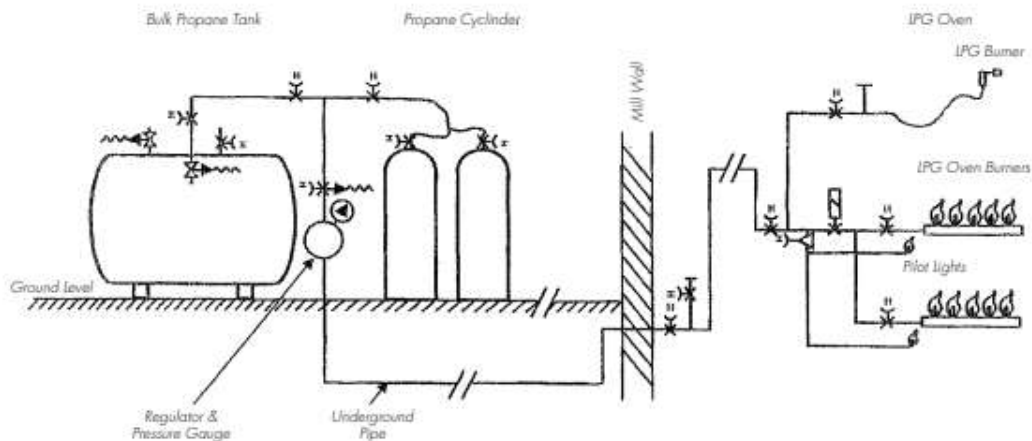 Bulk Propane Tank
Propane Cylinder
LPG Oven
LPG Burner
Mill Wall
LPG Oven Burners
Pilot Lights
Ground Level
Regulator &
Pressure Gauge
Underground
Pipe